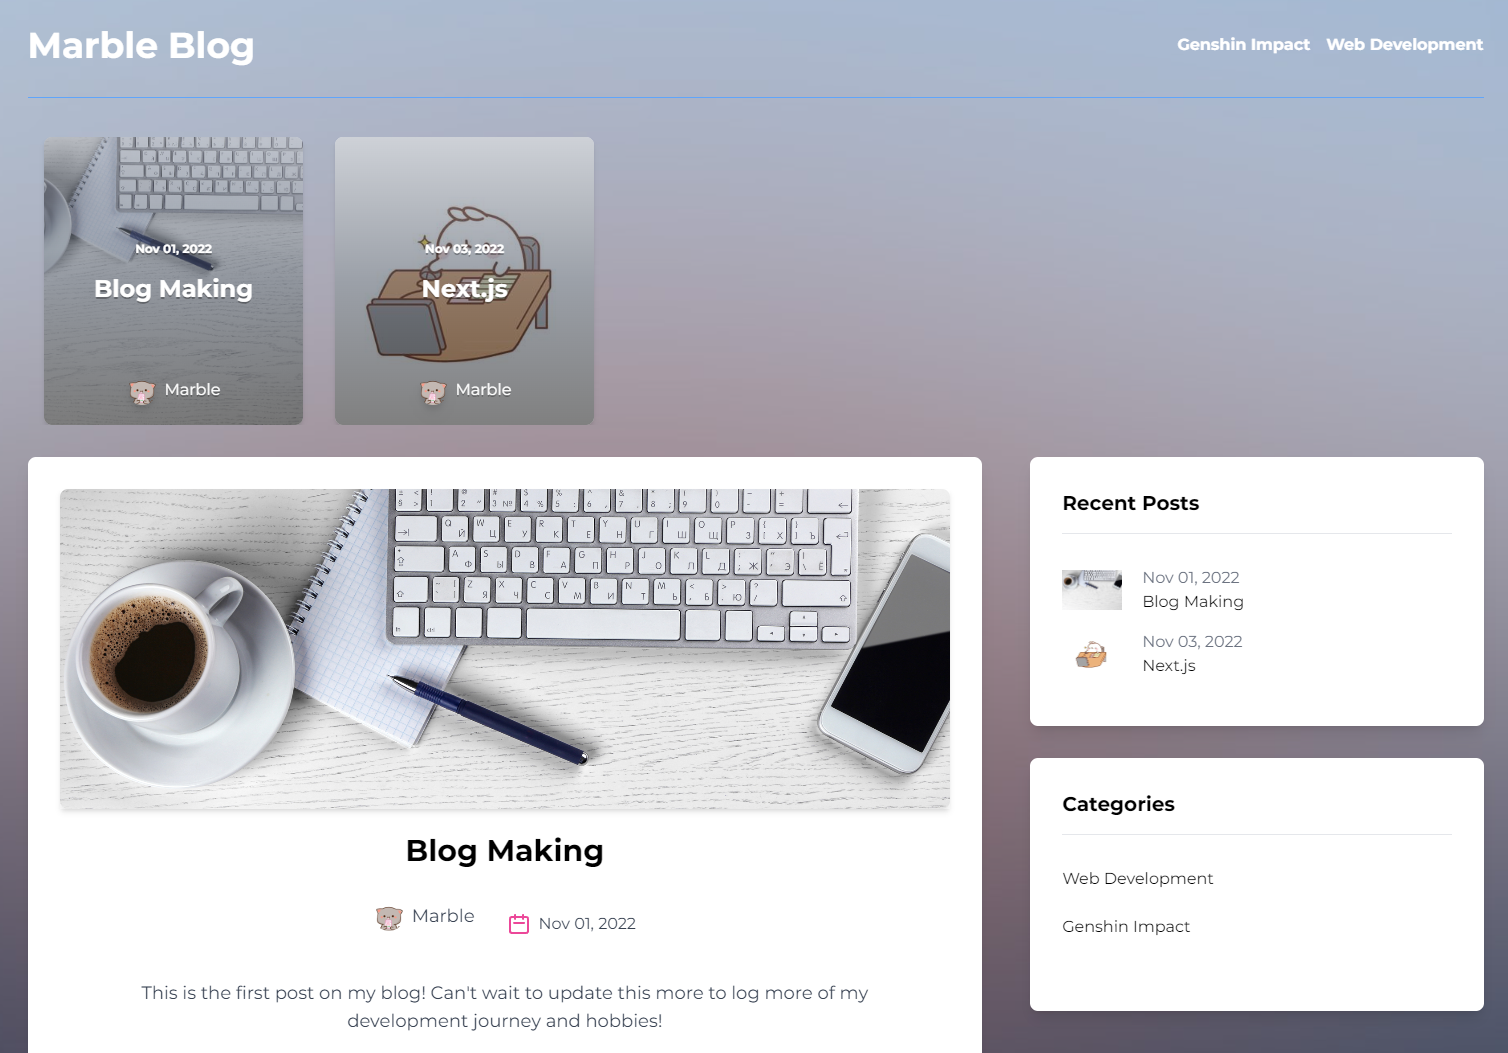 Marble Blog
Genshin Impact Web Development
Nov 01, 2022
Blog Making
Marble
Nov 03, 2022
Next.js
Marble
Blog Making
Marble
Nov 01, 2022
This is the first post on my blog! Can't wait to update this more to log more of my
development journey and hobbies!
Recent Posts
Nov 01, 2022
Blog Making
Nov 03, 2022
Next.js
Categories
Web Development
Genshin Impact